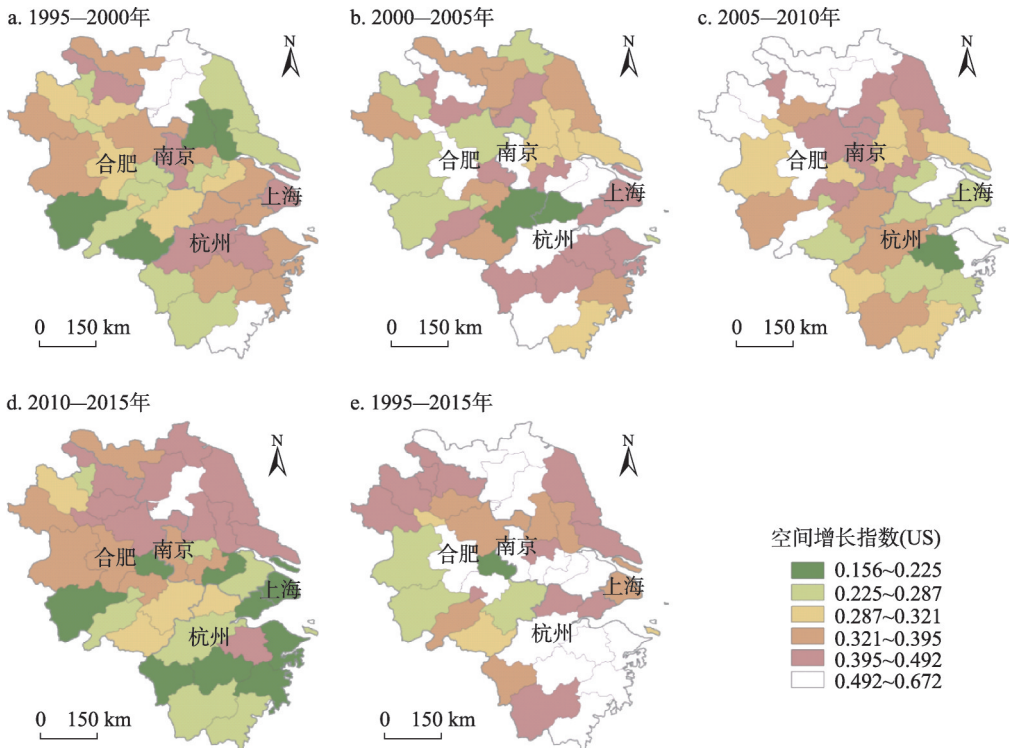 a. 1995—2000年
N
合肥
南京
上海
杭州
0 150 km
b. 2000—2005年
N
合肥
南京
上海
杭州
0 150 km
c. 2005—2010年
N
合肥
南京
上海
杭州
0 150 km
d. 2010—2015年
N
合肥
南京
上海
杭州
0 150 km
e. 1995—2015年
N
合肥
南京
上海
杭州
0 150 km
空间增长指数(US)
0.156~0.225
0.225~0.287
0.287~0.321
0.321~0.395
0.395~0.492
0.492~0.672